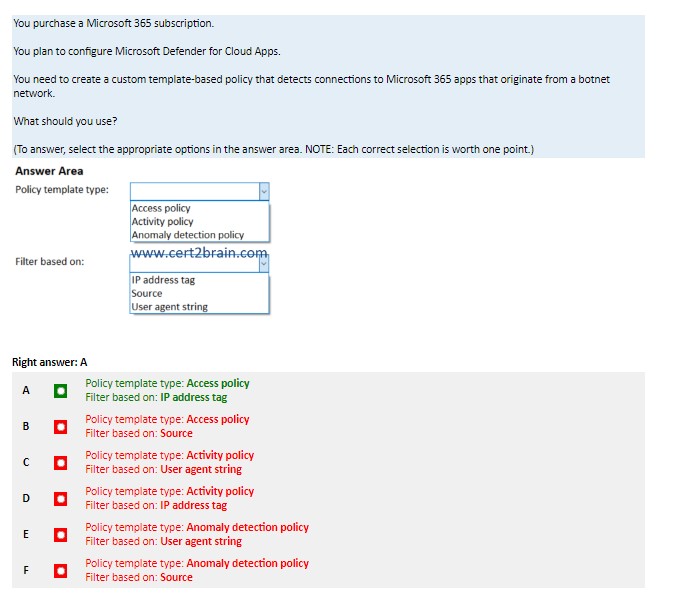 You purchase a Microsoft 365 subscription.
You plan to configure Microsoft Defender for Cloud Apps.
You need to create a custom template-based policy that detects connections to Microsoft 365 apps that originate from a botnet
network.
What should you use?
(To answer, select the appropriate options in the answer area. NOTE: Each correct selection is worth one point.)
Answer Area
Policy template type:
Access policy
Activity policy
Anomaly detection policy
www.cert2brain.com
Filter based on:
IP address tag
Source
User agent string
Right answer: A
A
Policy template type: Access policy
Filter based on: IP address tag
B
Policy template type: Access policy
Filter based on: Source
C
Policy template type: Activity policy
Filter based on: User agent string
D
Policy template type: Activity policy
Filter based on: IP address tag
E
Policy template type: Anomaly detection policy
Filter based on: User agent string
F
Policy template type: Anomaly detection policy
Filter based on: Source